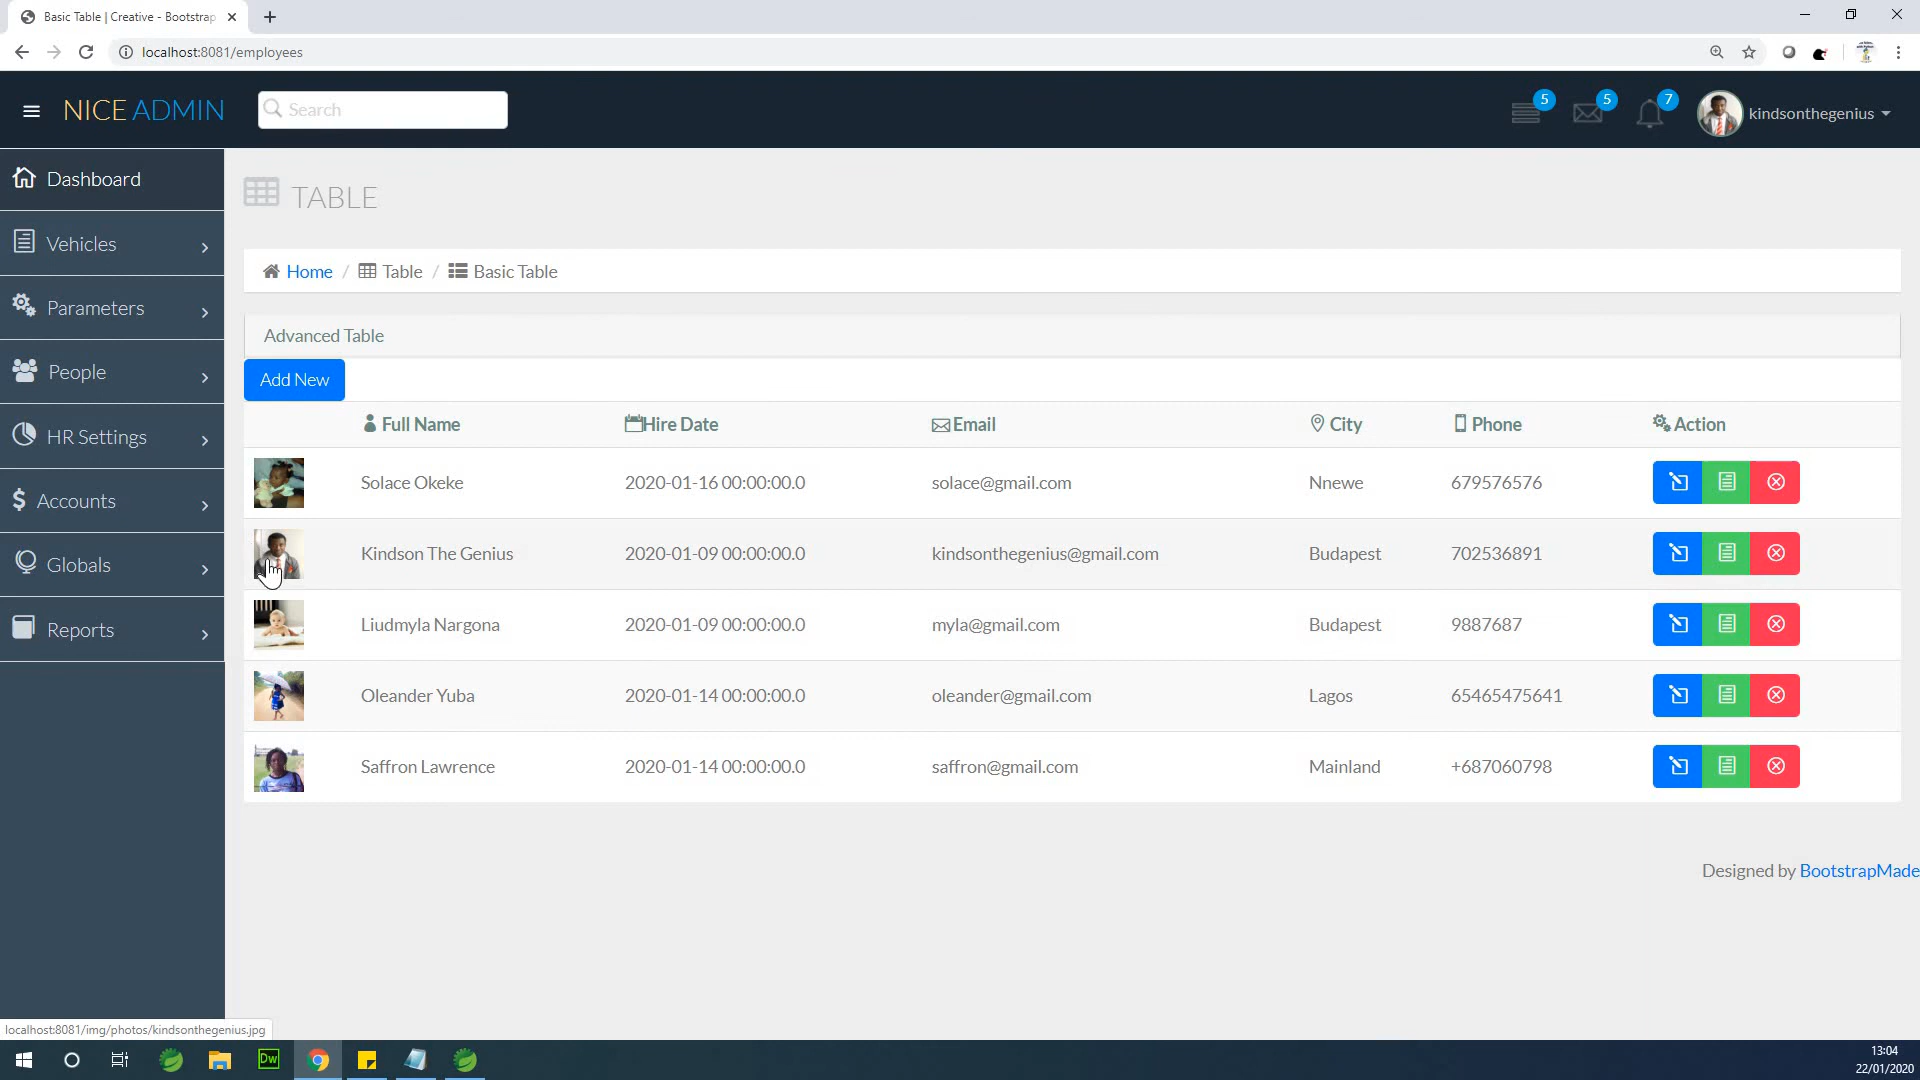 Basic Table | Creative - Bootstrap
localhost:8081/employees
NICE ADMIN
Search
5
5
7
kindsonthegenius
Dashboard
Vehicles
Parameters
People
HR Settings
Accounts
Globals
Reports
TABLE
Home / Table / Basic Table
Advanced Table
Add New
Full Name Hire Date Email City Phone Action
Solace Okeke 2020-01-16 00:00:00.0 solace@gmail.com Nnewe 679576576
Kindson The Genius 2020-01-09 00:00:00.0 kindsonthegenius@gmail.com Budapest 702536891
Liudmyla Nargona 2020-01-09 00:00:00.0 myla@gmail.com Budapest 9887687
Oleander Yuba 2020-01-14 00:00:00.0 oleander@gmail.com Lagos 65465475641
Saffron Lawrence 2020-01-14 00:00:00.0 saffron@gmail.com Mainland +687060798
Designed by BootstrapMade
localhost:8081/img/photos/kindsonthegenius.jpg
Dw
13:04
22/01/2020